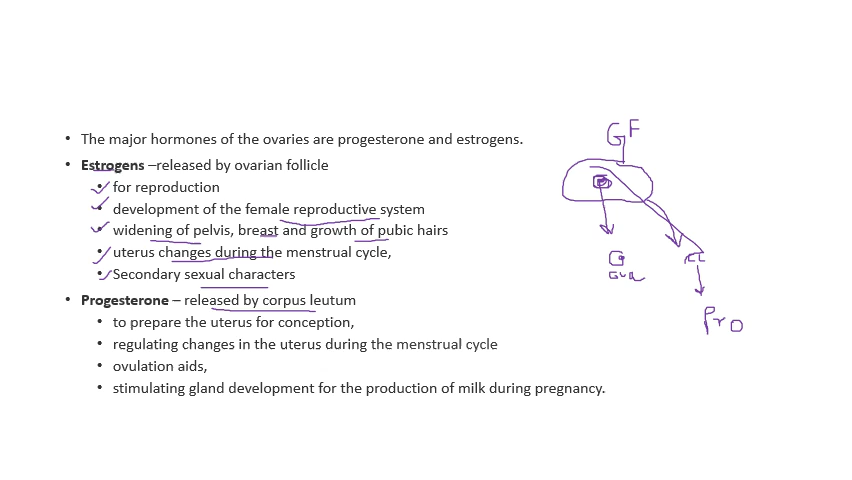 • The major hormones of the ovaries are progesterone and estrogens.
• Estrogens –released by ovarian follicle
• for reproduction
• development of the female reproductive system
• widening of pelvis, breast and growth of pubic hairs
• uterus changes during the menstrual cycle,
• Secondary sexual characters
• Progesterone – released by corpus leutum
• to prepare the uterus for conception,
• regulating changes in the uterus during the menstrual cycle
• ovulation aids,
• stimulating gland development for the production of milk during pregnancy.
GF
CL
Pro